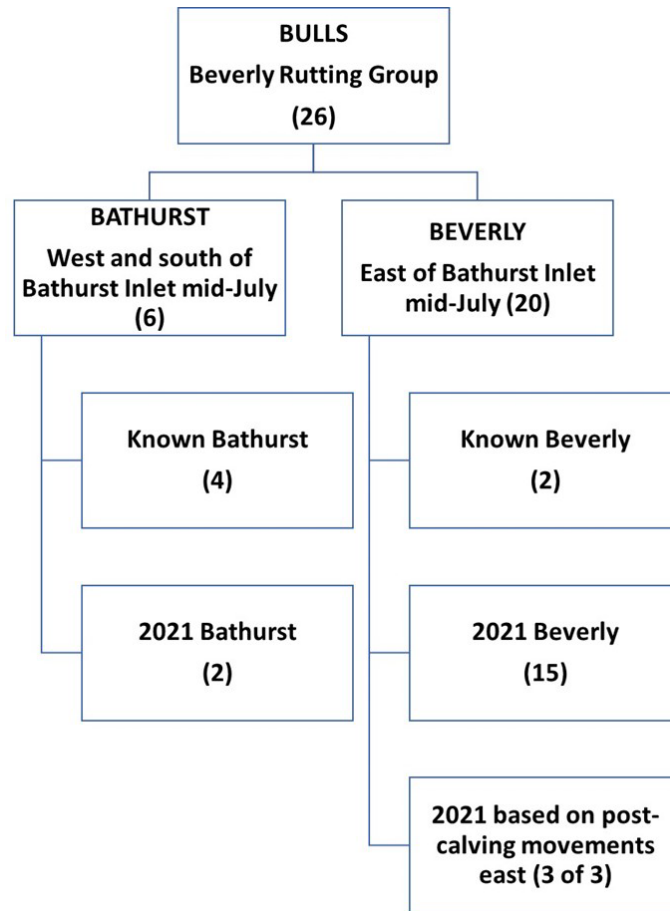 BULLS
Beverly Rutting Group
(26)
BATHURST
West and south of
Bathurst Inlet mid-July
(6)
BEVERLY
East of Bathurst Inlet
mid-July (20)
Known Bathurst
(4)
2021 Bathurst
(2)
Known Beverly
(2)
2021 Beverly
(15)
2021 based on post-
calving movements
east (3 of 3)